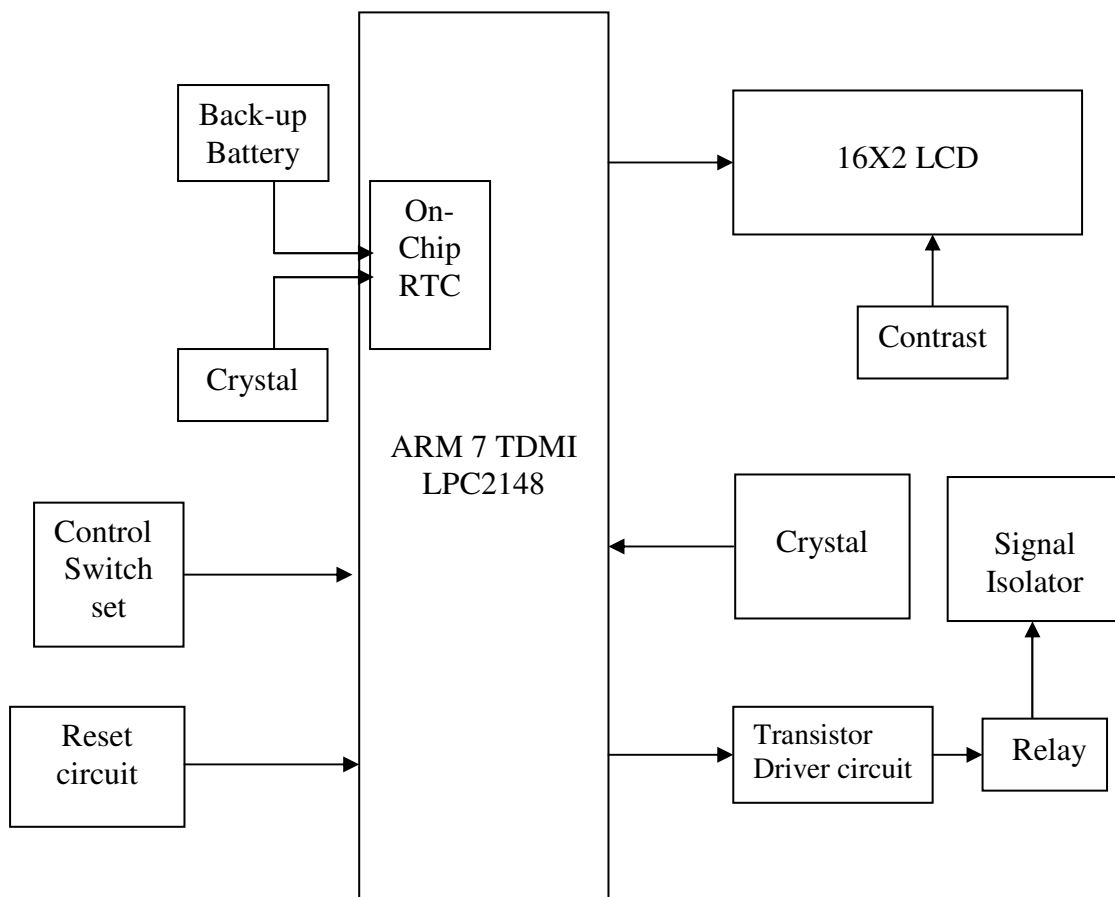 Back-up
Battery
On-
Chip
RTC
Crystal
16X2 LCD
Contrast
ARM 7 TDMI
LPC2148
Control
Switch
set
Crystal
Signal
Isolator
Reset
circuit
Transistor
Driver circuit
Relay